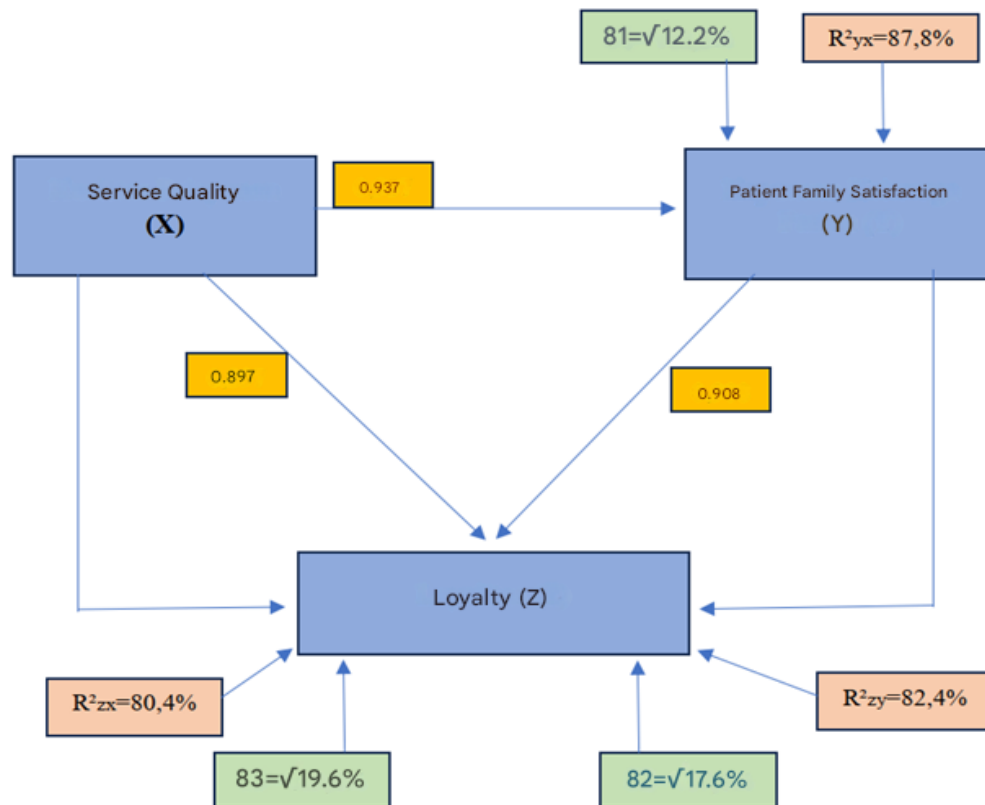 81=√12.2%
R²yx=87,8%
Service Quality
(X)
0.937
Patient Family Satisfaction
(Y)
0.897
0.908
Loyalty (Z)
R²zx=80,4%
R²zy=82,4%
83=√19.6%
82=√17.6%